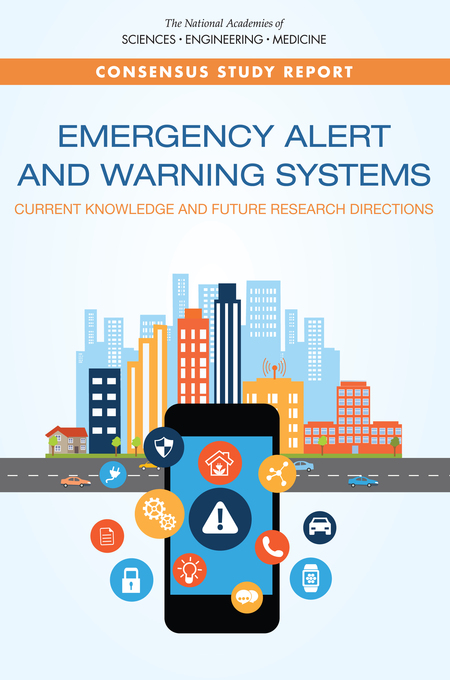 The National Academies of
SCIENCES • ENGINEERING • MEDICINE
CONSENSUS STUDY REPORT
EMERGENCY ALERT
AND WARNING SYSTEMS
CURRENT KNOWLEDGE AND FUTURE RESEARCH DIRECTIONS